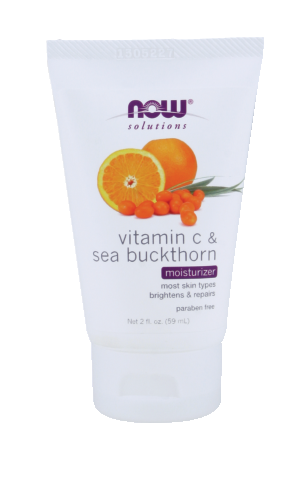 NOW®
solutions
vitamin c &
sea buckthorn
moisturizer
most skin types
brightens & repairs
paraben free
Net 2 fl. oz. (59 mL)